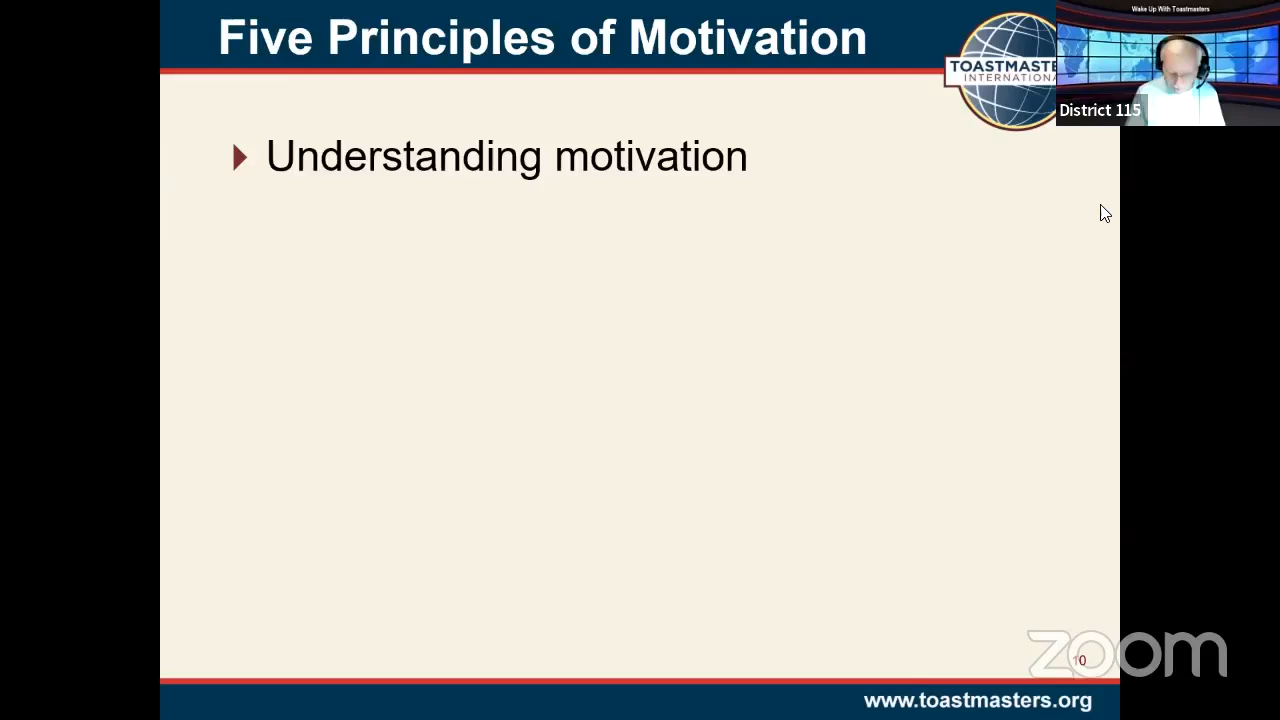 Five Principles of Motivation
Wake Up With Toastmasters
TOASTMASTE
INTERNATIONA
District 115
Understanding motivation
zoom
10
www.toastmasters.org